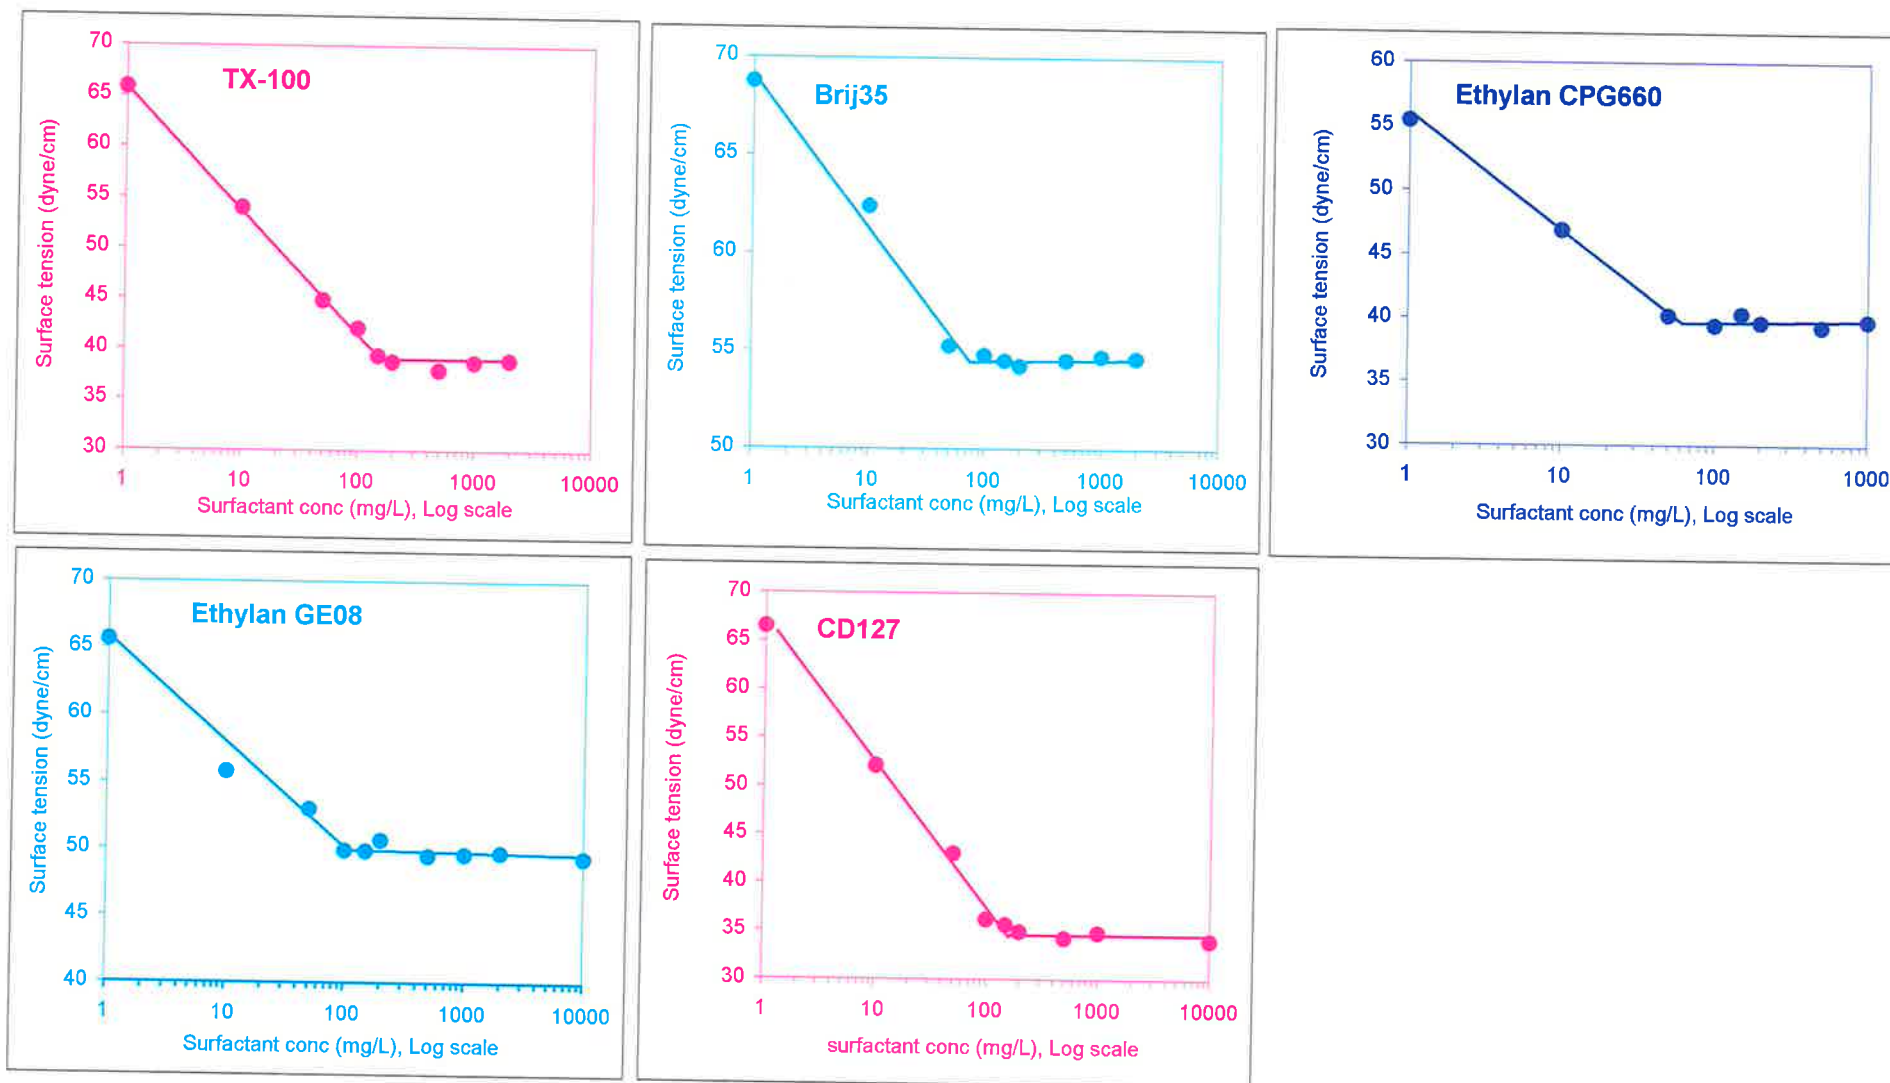 TX-100
Surface tension (dyne/cm)
70
65
60
55
50
45
40
35
30
1 10 100 1000 10000
Surfactant conc (mg/L), Log scale
Brij35
Surface tension (dyne/cm)
70
65
60
55
50
1 10 100 1000 10000
Surfactant conc (mg/L), Log scale
Ethylan CPG660
Surface tension (dyne/cm)
60
55
50
45
40
35
30
1 10 100 1000
Surfactant conc (mg/L), Log scale
Ethylan GE08
Surface tension (dyne/cm)
70
65
60
55
50
45
40
1 10 100 1000 10000
Surfactant conc (mg/L), Log scale
CD127
Surface tension (dyne/cm)
70
65
60
55
50
45
40
35
30
1 10 100 1000 10000
surfactant conc (mg/L), Log scale